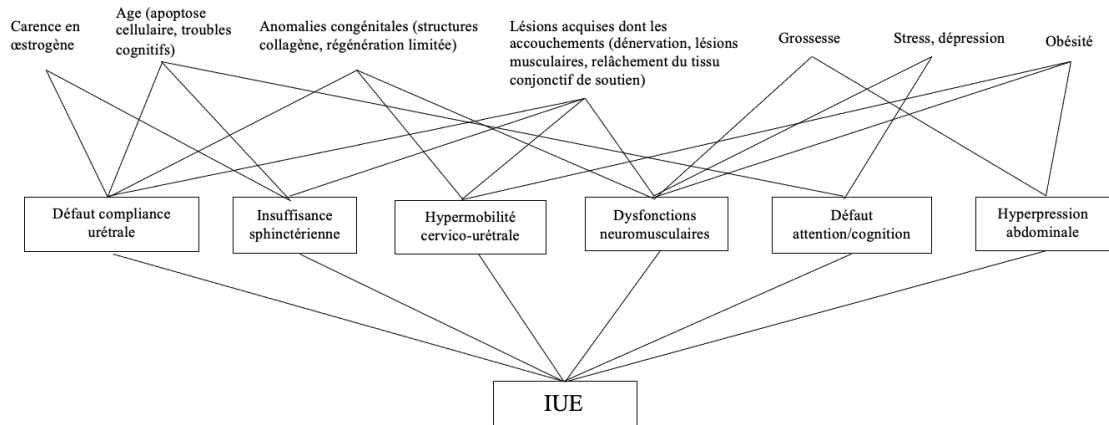 Carence en
œstrogène
Age (apoptose
cellulaire, troubles
cognitifs)
Anomalies congénitales (structures
collagène, régénération limitée)
Lésions acquises dont les
accouchements (dénervation, lésions
musculaires, relâchement du tissu
conjonctif de soutien)
Grossesse
Stress, dépression
Obésité
Défaut compliance
urétrale
Insuffisance
sphinctérienne
Hypermobilité
cervico-urétrale
Dysfonctions
neuromusculaires
Défaut
attention/cognition
Hyperpression
abdominale
IUE